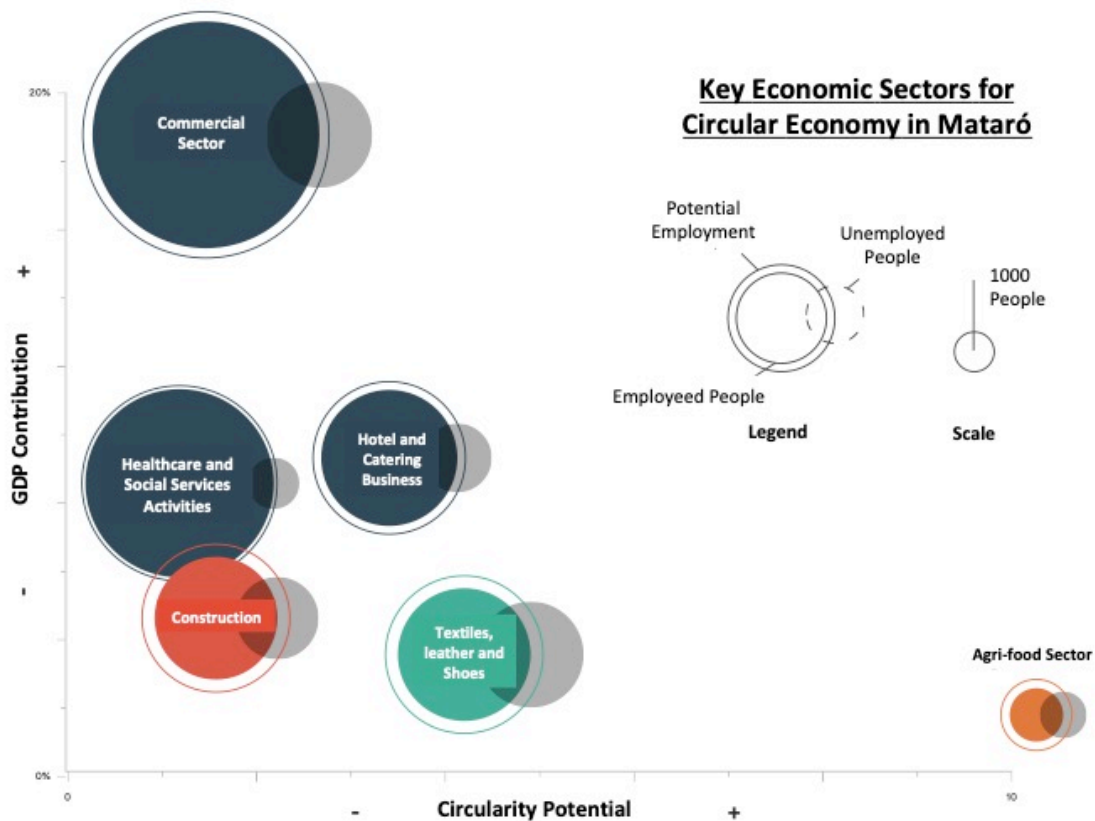 Key Economic Sectors for
Circular Economy in Mataró
20%
Commercial
Sector
Potential
Employment
Unemployed
People
1000
People
Employeed People
Legend
Scale
+
GDP Contribution
-
Healthcare and
Social Services
Activities
Hotel and
Catering
Business
Construction
Textiles,
leather and
Shoes
Agri-food Sector
0%
0
-
Circularity Potential
+
10